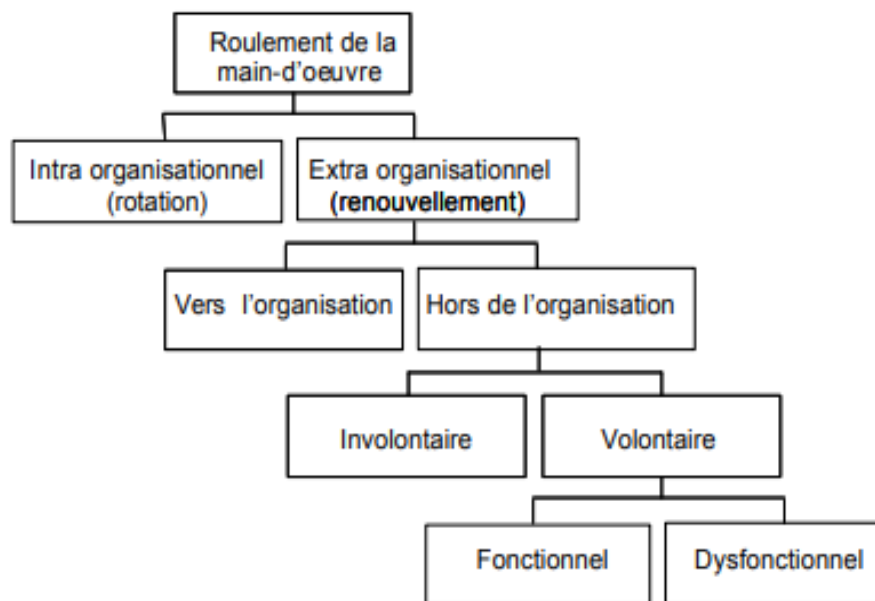 Roulement de la
main-d'oeuvre
Intra organisationnel
(rotation)
Extra organisationnel
(renouvellement)
Vers l'organisation
Hors de l'organisation
Involontaire
Volontaire
Fonctionnel
Dysfonctionnel